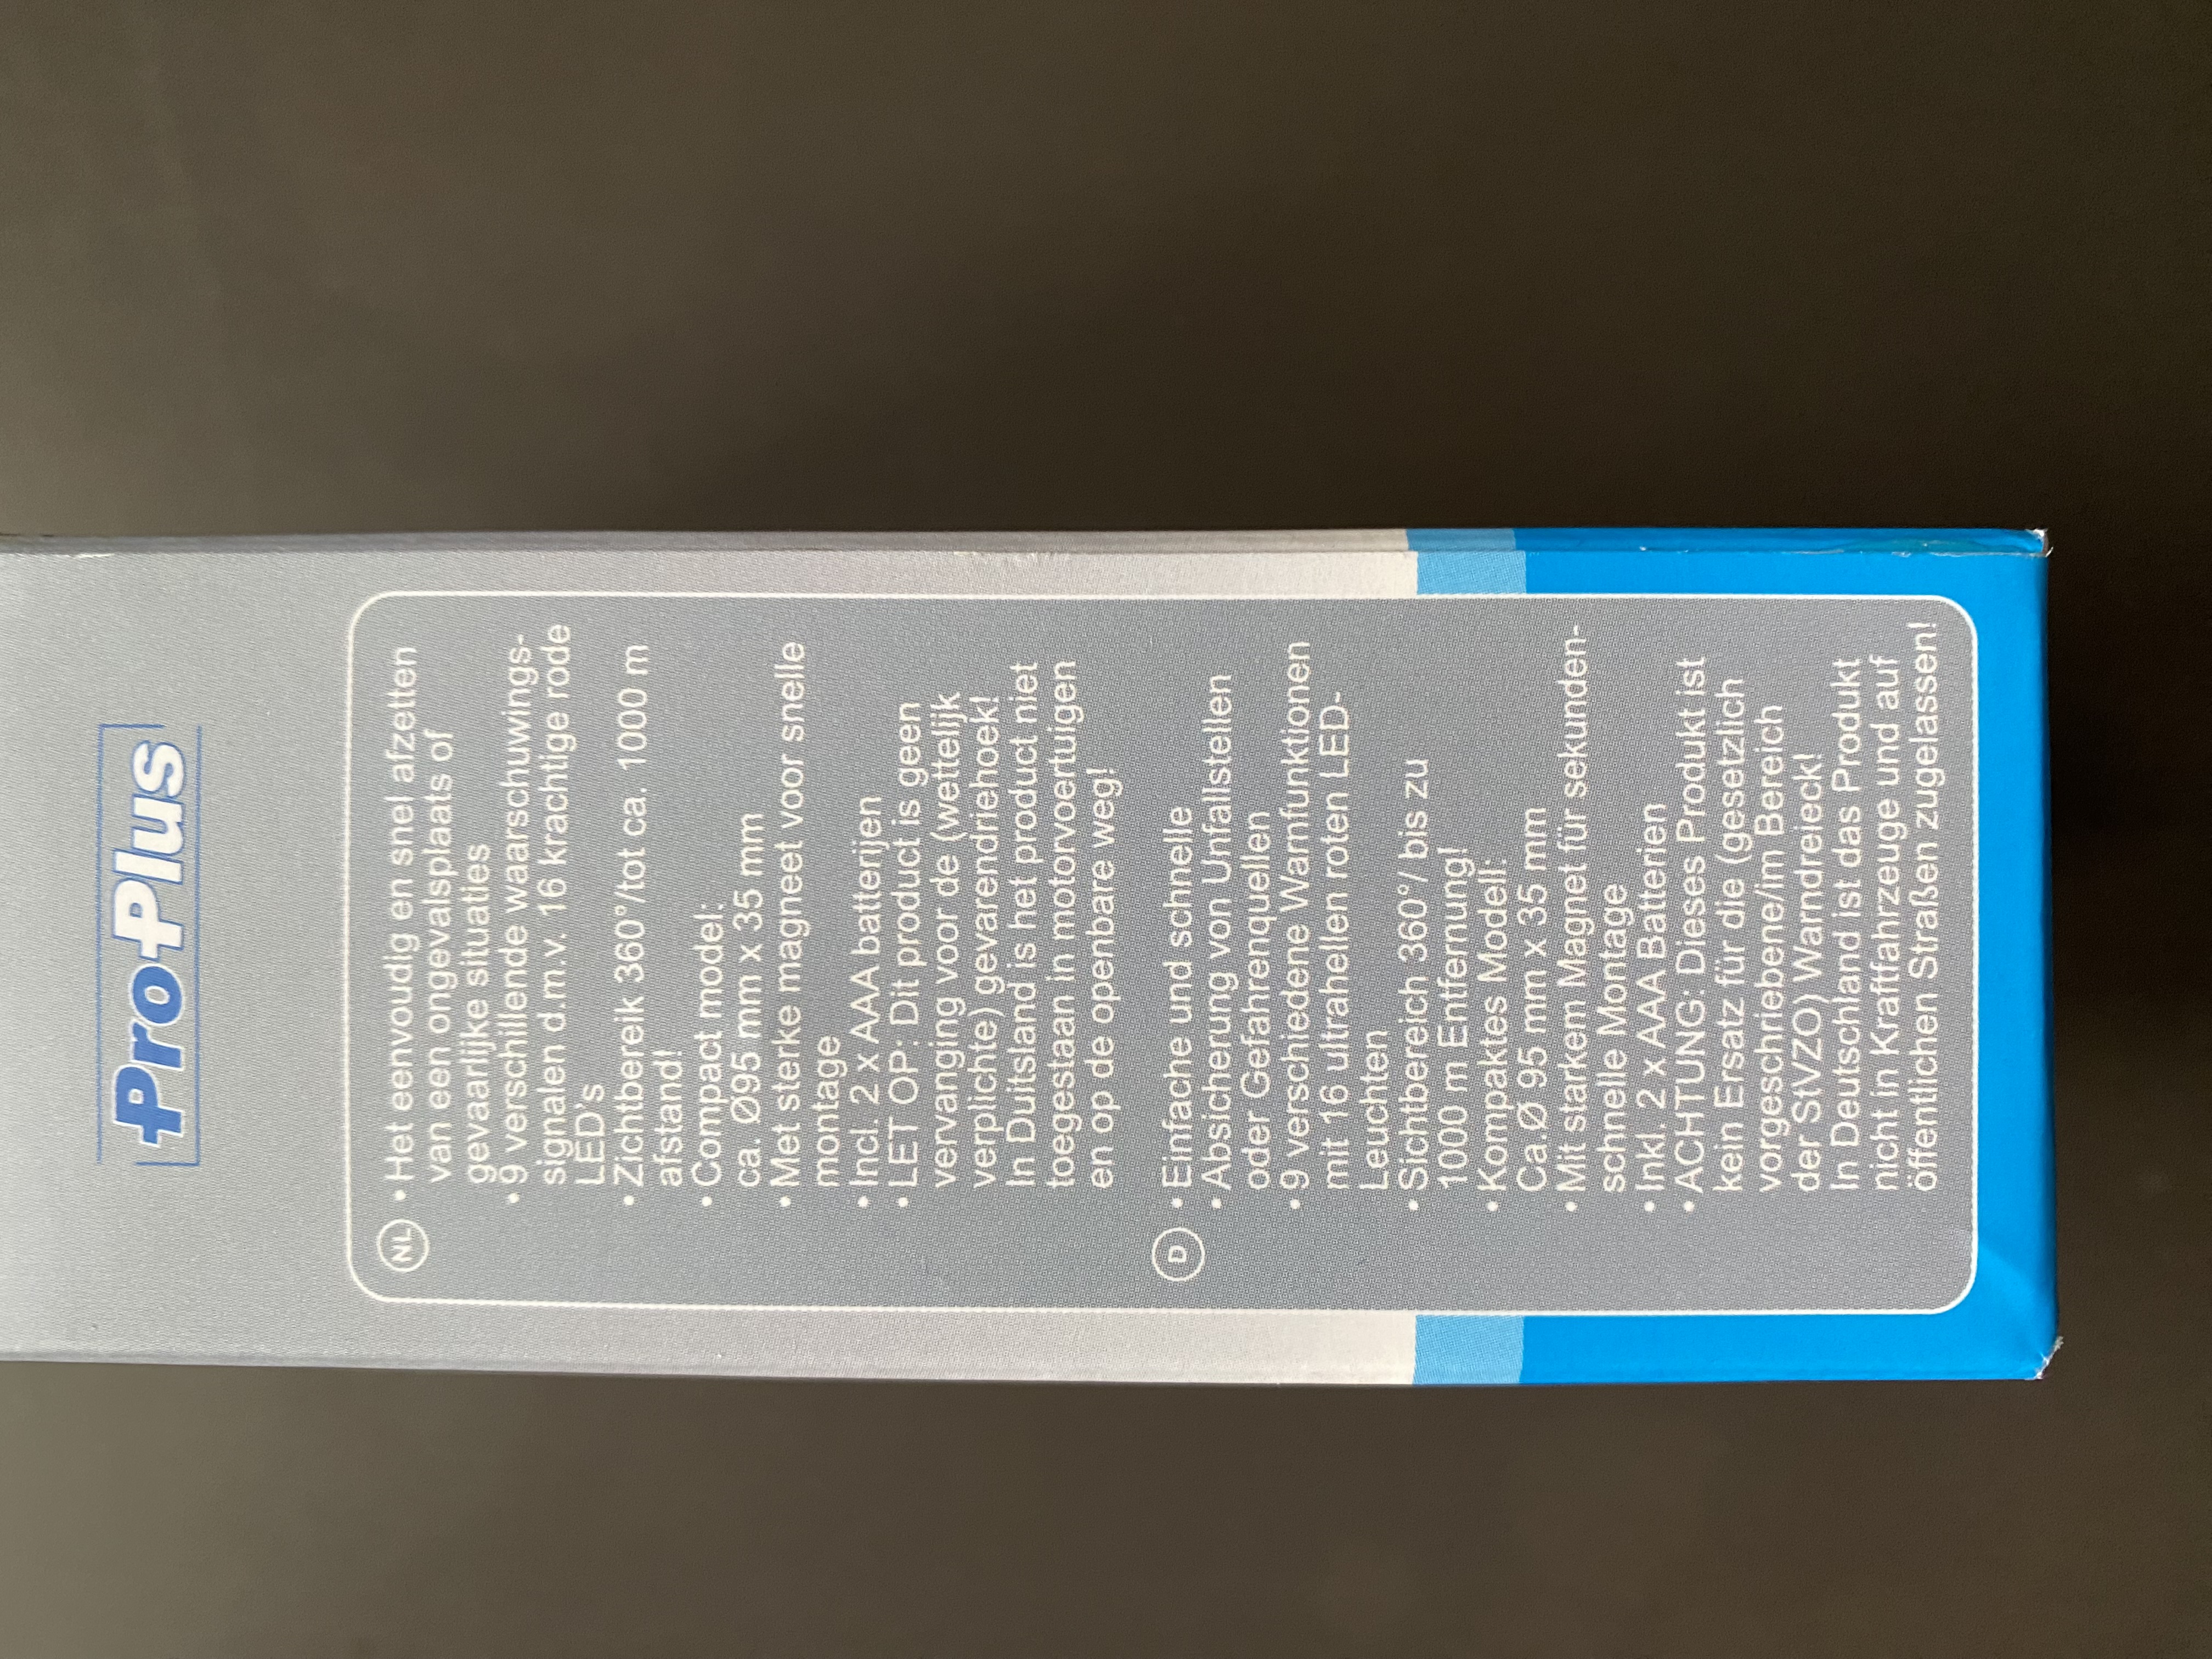 ProPlus
NL
• Het eenvoudig en snel afzetten
van een ongevalsplaats of
gevaarlijke situaties
• 9 verschillende waarschuwings-
signalen d.m.v. 16 krachtige rode
LED's
• Zichtbereik 360°/tot ca. 1000 m
afstand!
• Compact model:
ca. Ø95 mm x 35 mm
• Met sterke magneet voor snelle
montage
• Incl. 2 x AAA batterijen
• LET OP: Dit product is geen
vervanging voor de (wettelijk
verplichte) gevarendriehoek!
In Duitsland is het product niet
toegestaan in motorvoertuigen
en op de openbare weg!
D
• Einfache und schnelle
• Absicherung von Unfallstellen
oder Gefahrenquellen
• 9 verschiedene Warnfunktionen
mit 16 ultrahellen roten LED-
Leuchten
• Sichtbereich 360°/ bis zu
1000 m Entfernung!
• Kompaktes Modell:
Ca.Ø 95 mm x 35 mm
• Mit starkem Magnet für sekunden-
schnelle Montage
• Inkl. 2 x AAA Batterien
• ACHTUNG: Dieses Produkt ist
kein Ersatz für die (gesetzlich
vorgeschriebene/im Bereich
der StVZO) Warndreieck!
In Deutschland ist das Produkt
nicht in Kraftfahrzeuge und auf
öffentlichen Straßen zugelassen!